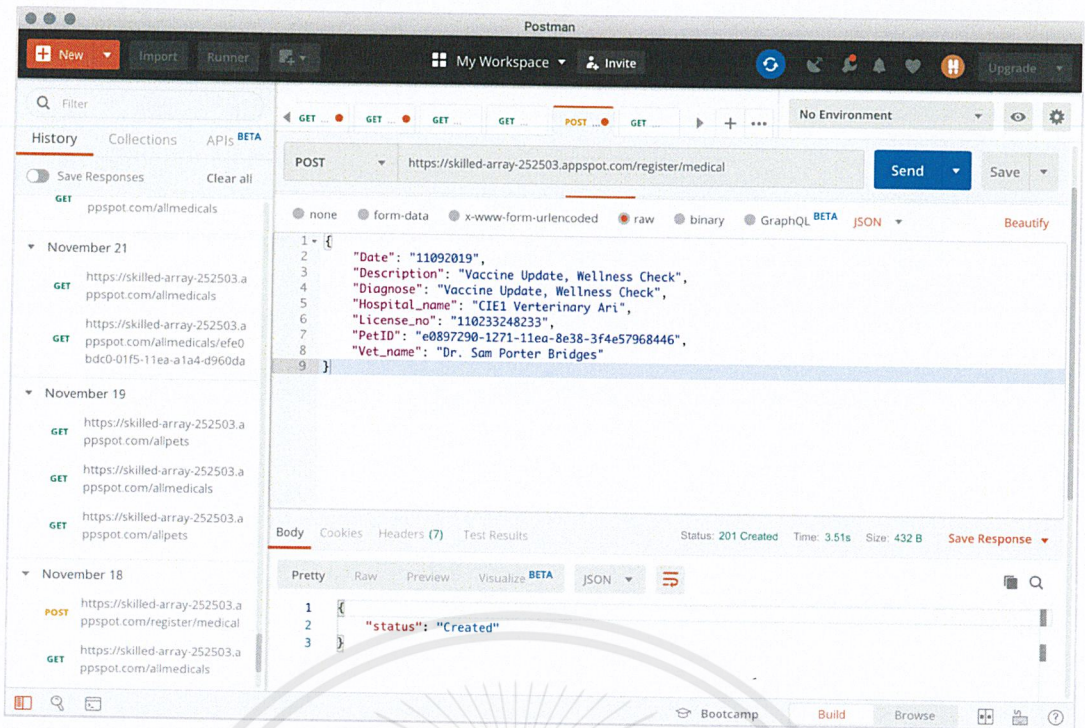 Postman
New Import Runner My Workspace Invite Upgrade
Filter
History Collections APIs BETA
Save Responses Clear all
GET ppspot.com/allmedicals
November 21
GET https://skilled-array-252503.a
ppspot.com/allmedicals
GET https://skilled-array-252503.a
ppspot.com/allmedicals/efe0
bdc0-01f5-11ea-a1a4-d960da
November 19
GET https://skilled-array-252503.a
ppspot.com/allpets
GET https://skilled-array-252503.a
ppspot.com/allmedicals
GET https://skilled-array-252503.a
ppspot.com/allpets
November 18
POST https://skilled-array-252503.a
ppspot.com/register/medical
GET https://skilled-array-252503.a
ppspot.com/allmedicals
GET ... GET ... GET ... GET ... POST ... GET ... + ... No Environment
POST https://skilled-array-252503.appspot.com/register/medical Send Save
none form-data x-www-form-urlencoded raw binary GraphQL BETA JSON Beautify
1 {
2 "Date": "11092019",
3 "Description": "Vaccine Update, Wellness Check",
4 "Diagnose": "Vaccine Update, Wellness Check",
5 "Hospital_name": "CIE1 Verterinary Ari",
6 "License_no": "110233248233",
7 "PetID": "e0897290-1271-11ea-8e38-3f4e57968446",
8 "Vet_name": "Dr. Sam Porter Bridges"
9 }
Body Cookies Headers (7) Test Results Status: 201 Created Time: 3.51s Size: 432 B Save Response
Pretty Raw Preview Visualize BETA JSON
1 {
2 "status": "Created"
3 }
Bootcamp Build Browse